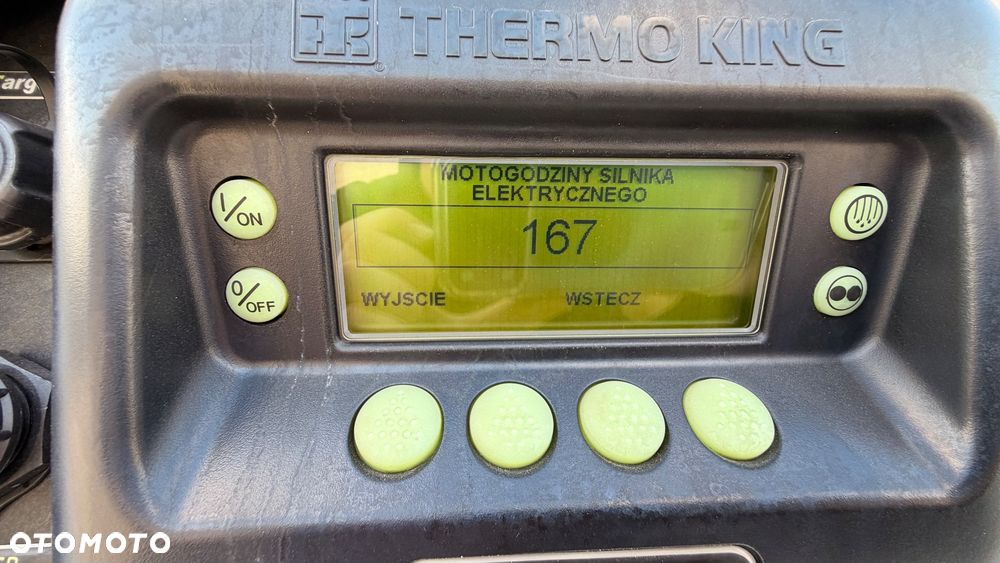 THERMO KING
I/ON
O/OFF
MOTOGODZINY SILNIKA
ELEKTRYCZNEGO
167
WYJSCIE WSTECZ
OTOMOTO